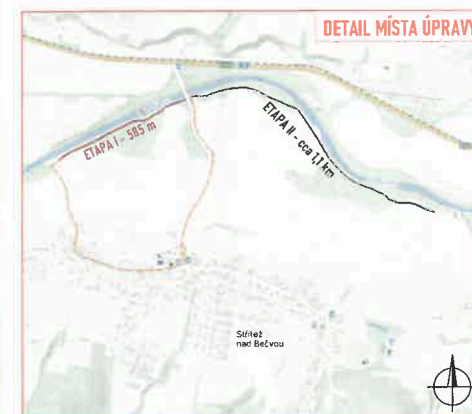 DETAIL MÍSTA ÚPRAVY
ETAPA I - 585 m
ETAPA II - cca 1,1 km
Střítež
nad Bečvou